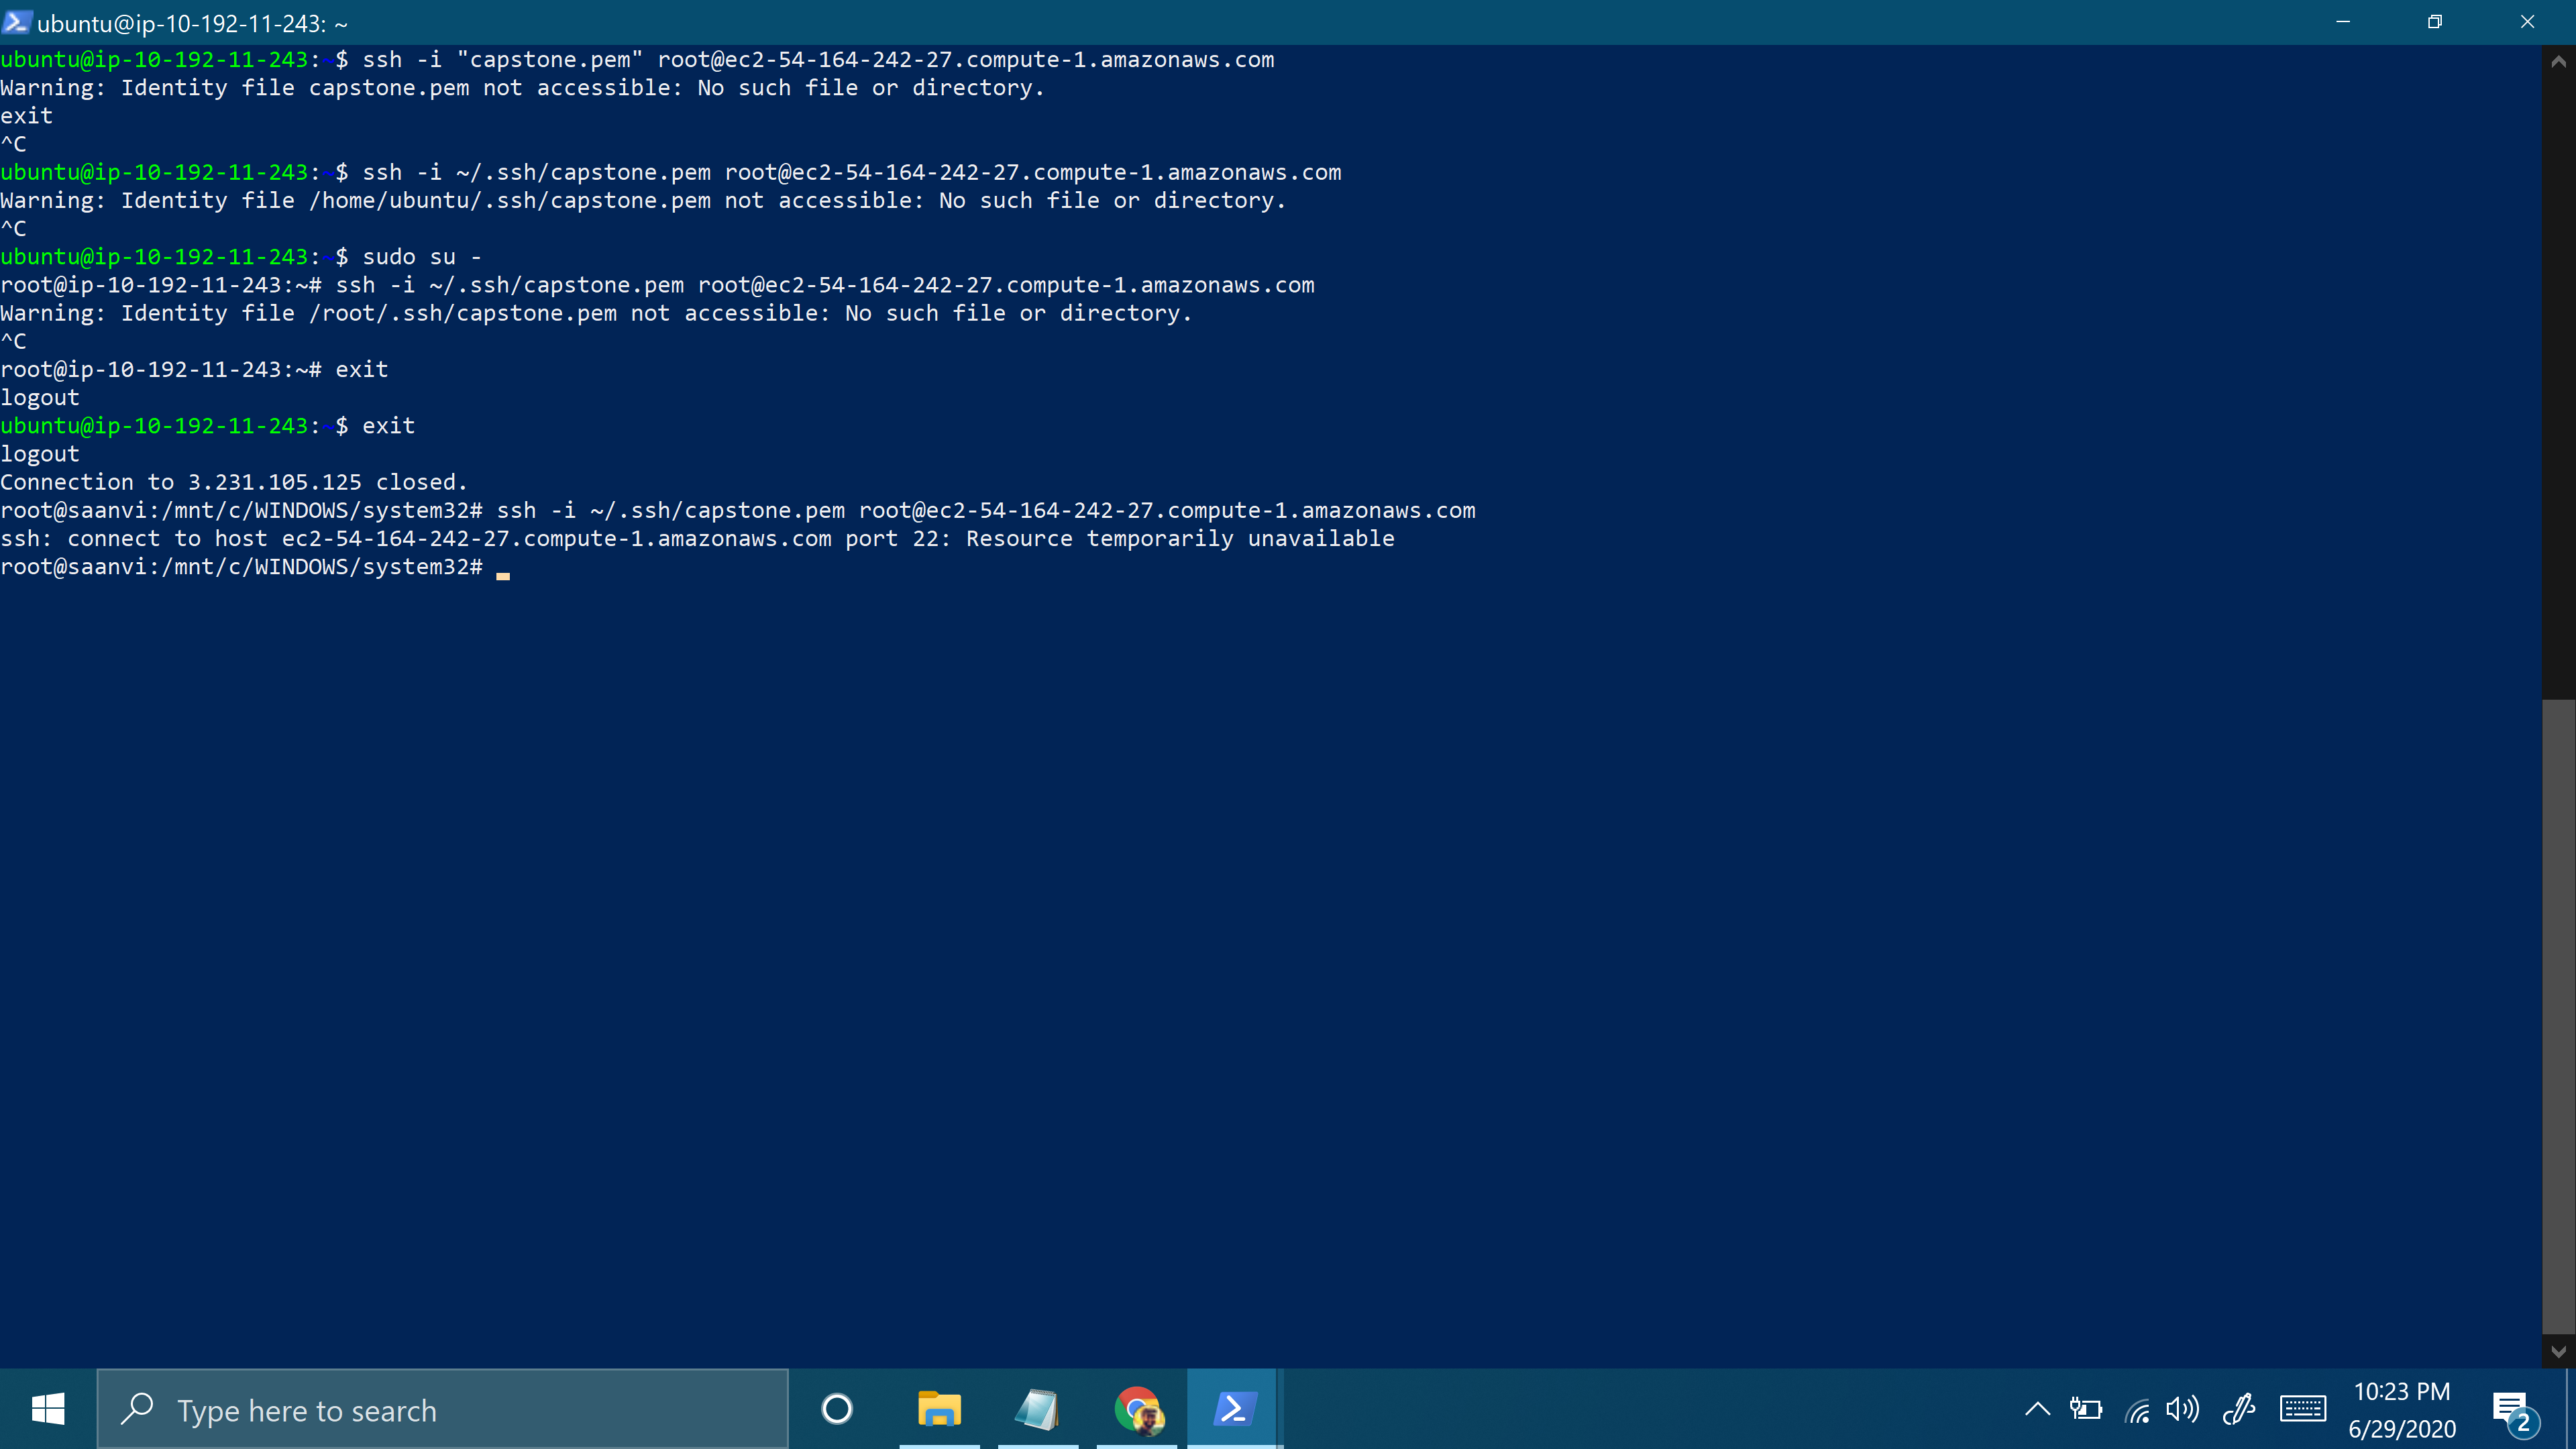 ubuntu@ip-10-192-11-243: ~
ubuntu@ip-10-192-11-243:~$ ssh -i "capstone.pem" root@ec2-54-164-242-27.compute-1.amazonaws.com
Warning: Identity file capstone.pem not accessible: No such file or directory.
exit
^C
ubuntu@ip-10-192-11-243:~$ ssh -i ~/.ssh/capstone.pem root@ec2-54-164-242-27.compute-1.amazonaws.com
Warning: Identity file /home/ubuntu/.ssh/capstone.pem not accessible: No such file or directory.
^C
ubuntu@ip-10-192-11-243:~$ sudo su -
root@ip-10-192-11-243:~# ssh -i ~/.ssh/capstone.pem root@ec2-54-164-242-27.compute-1.amazonaws.com
Warning: Identity file /root/.ssh/capstone.pem not accessible: No such file or directory.
^C
root@ip-10-192-11-243:~# exit
logout
ubuntu@ip-10-192-11-243:~$ exit
logout
Connection to 3.231.105.125 closed.
root@saanvi:/mnt/c/WINDOWS/system32# ssh -i ~/.ssh/capstone.pem root@ec2-54-164-242-27.compute-1.amazonaws.com
ssh: connect to host ec2-54-164-242-27.compute-1.amazonaws.com port 22: Resource temporarily unavailable
root@saanvi:/mnt/c/WINDOWS/system32#
Type here to search
10:23 PM
6/29/2020
2